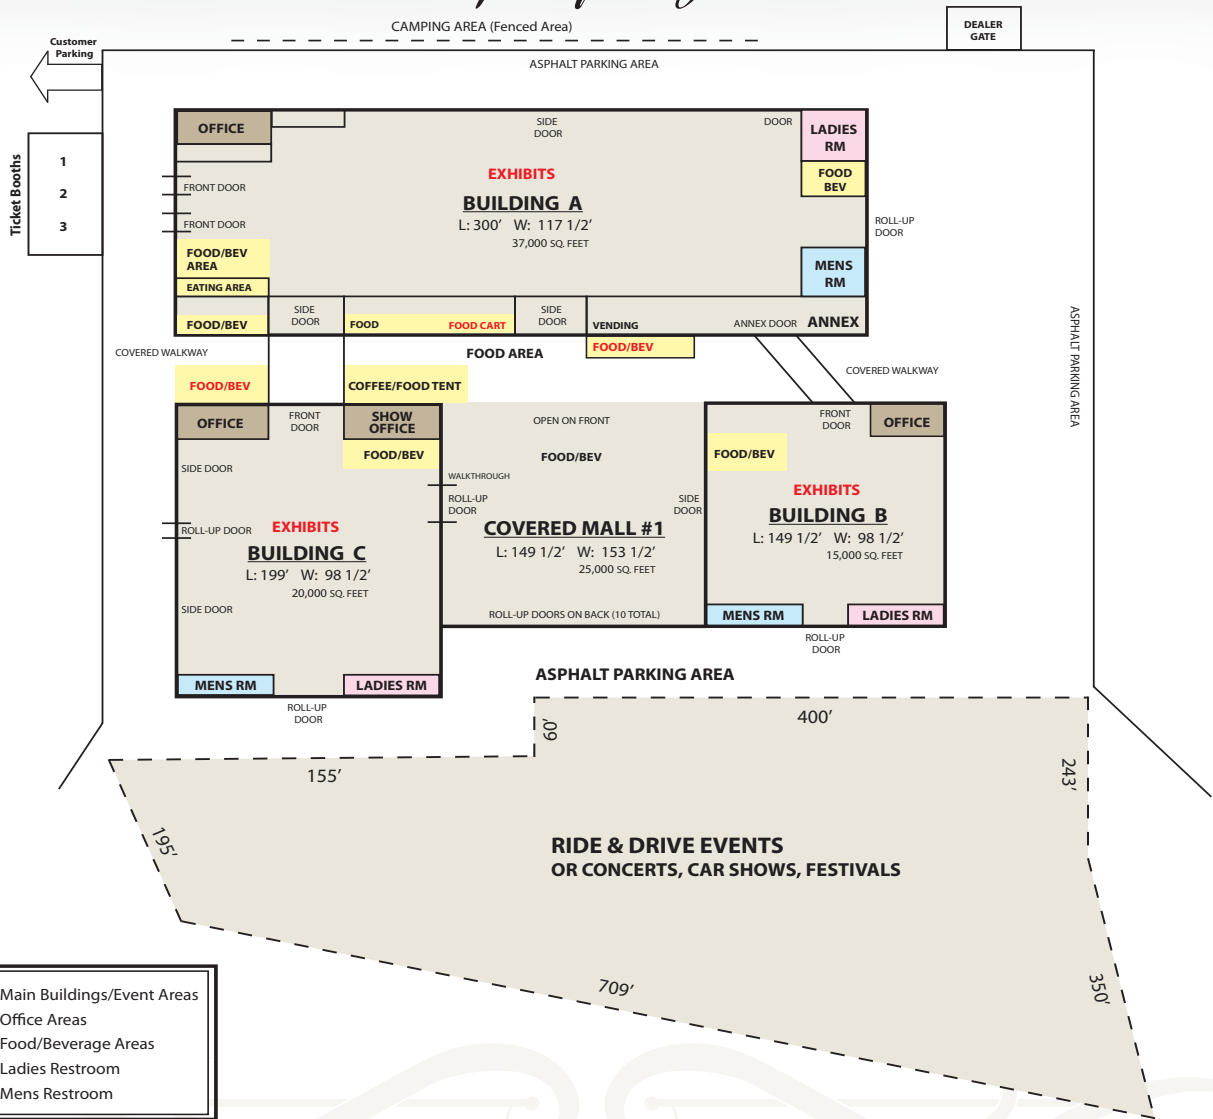 CAMPING AREA (Fenced Area)
DEALER
GATE
Customer
Parking
ASPHALT PARKING AREA
Ticket Booths
1
2
3
OFFICE
SIDE
DOOR
DOOR
LADIES
RM
FOOD
BEV
EXHIBITS
BUILDING A
L: 300′ W: 117 1/2′
37,000 SQ. FEET
FRONT DOOR
FRONT DOOR
ROLL-UP
DOOR
FOOD/BEV
AREA
EATING AREA
MENS
RM
FOOD/BEV
SIDE
DOOR
FOOD
FOOD CART
SIDE
DOOR
VENDING
ANNEX DOOR
ANNEX
ASPHALT PARKING AREA
COVERED WALKWAY
FOOD AREA
FOOD/BEV
COVERED WALKWAY
FOOD/BEV
COFFEE/FOOD TENT
OFFICE
FRONT
DOOR
SHOW
OFFICE
FOOD/BEV
SIDE DOOR
ROLL-UP DOOR
EXHIBITS
BUILDING C
L: 199′ W: 98 1/2′
20,000 SQ. FEET
SIDE DOOR
MENS RM
LADIES RM
ROLL-UP
DOOR
OPEN ON FRONT
FOOD/BEV
WALKTHROUGH
ROLL-UP
DOOR
SIDE
DOOR
COVERED MALL #1
L: 149 1/2′ W: 153 1/2′
25,000 SQ. FEET
ROLL-UP DOORS ON BACK (10 TOTAL)
FRONT
DOOR
OFFICE
FOOD/BEV
EXHIBITS
BUILDING B
L: 149 1/2′ W: 98 1/2′
15,000 SQ. FEET
MENS RM
LADIES RM
ROLL-UP
DOOR
ASPHALT PARKING AREA
60′
400′
155′
243′
195′
RIDE & DRIVE EVENTS
OR CONCERTS, CAR SHOWS, FESTIVALS
709′
350′
Main Buildings/Event Areas
Office Areas
Food/Beverage Areas
Ladies Restroom
Mens Restroom